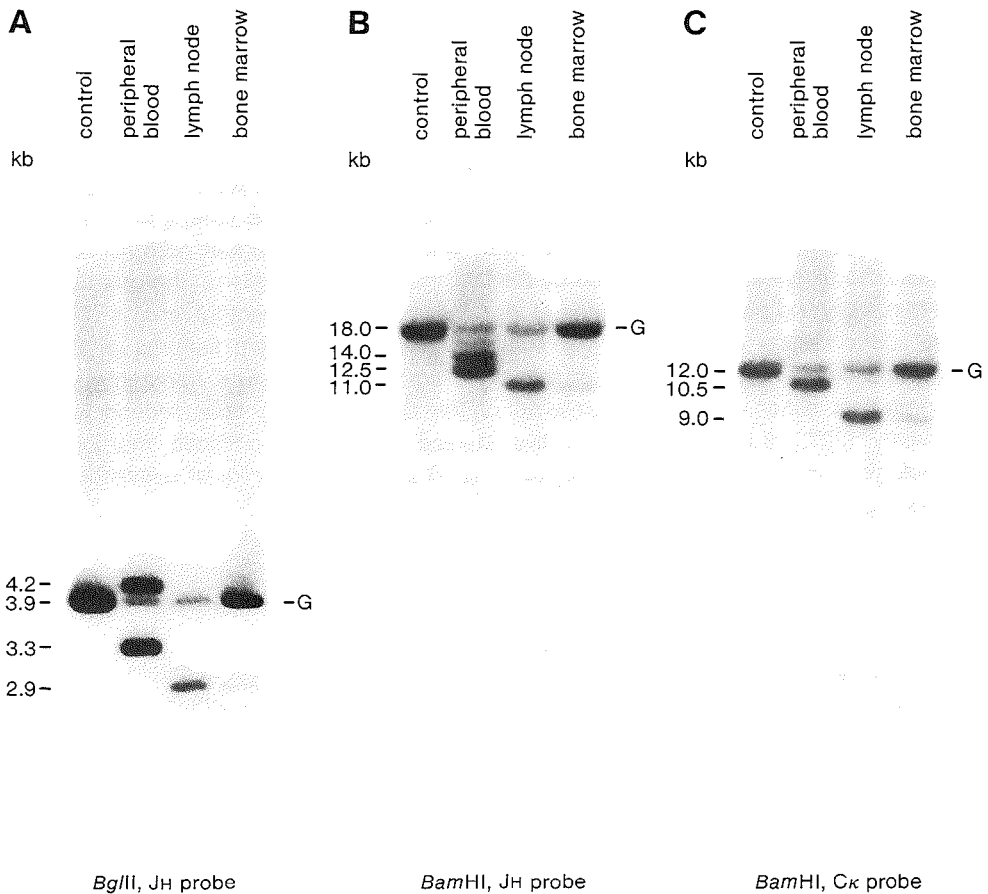 A
control
peripheral
blood
lymph node
bone marrow
kb
4.2
3.9
3.3
2.9
G
BglII, JH probe
B
control
peripheral
blood
lymph node
bone marrow
kb
18.0
14.0
12.5
11.0
G
BamHI, JH probe
C
control
peripheral
blood
lymph node
bone marrow
kb
12.0
10.5
9.0
G
BamHI, Cκ probe